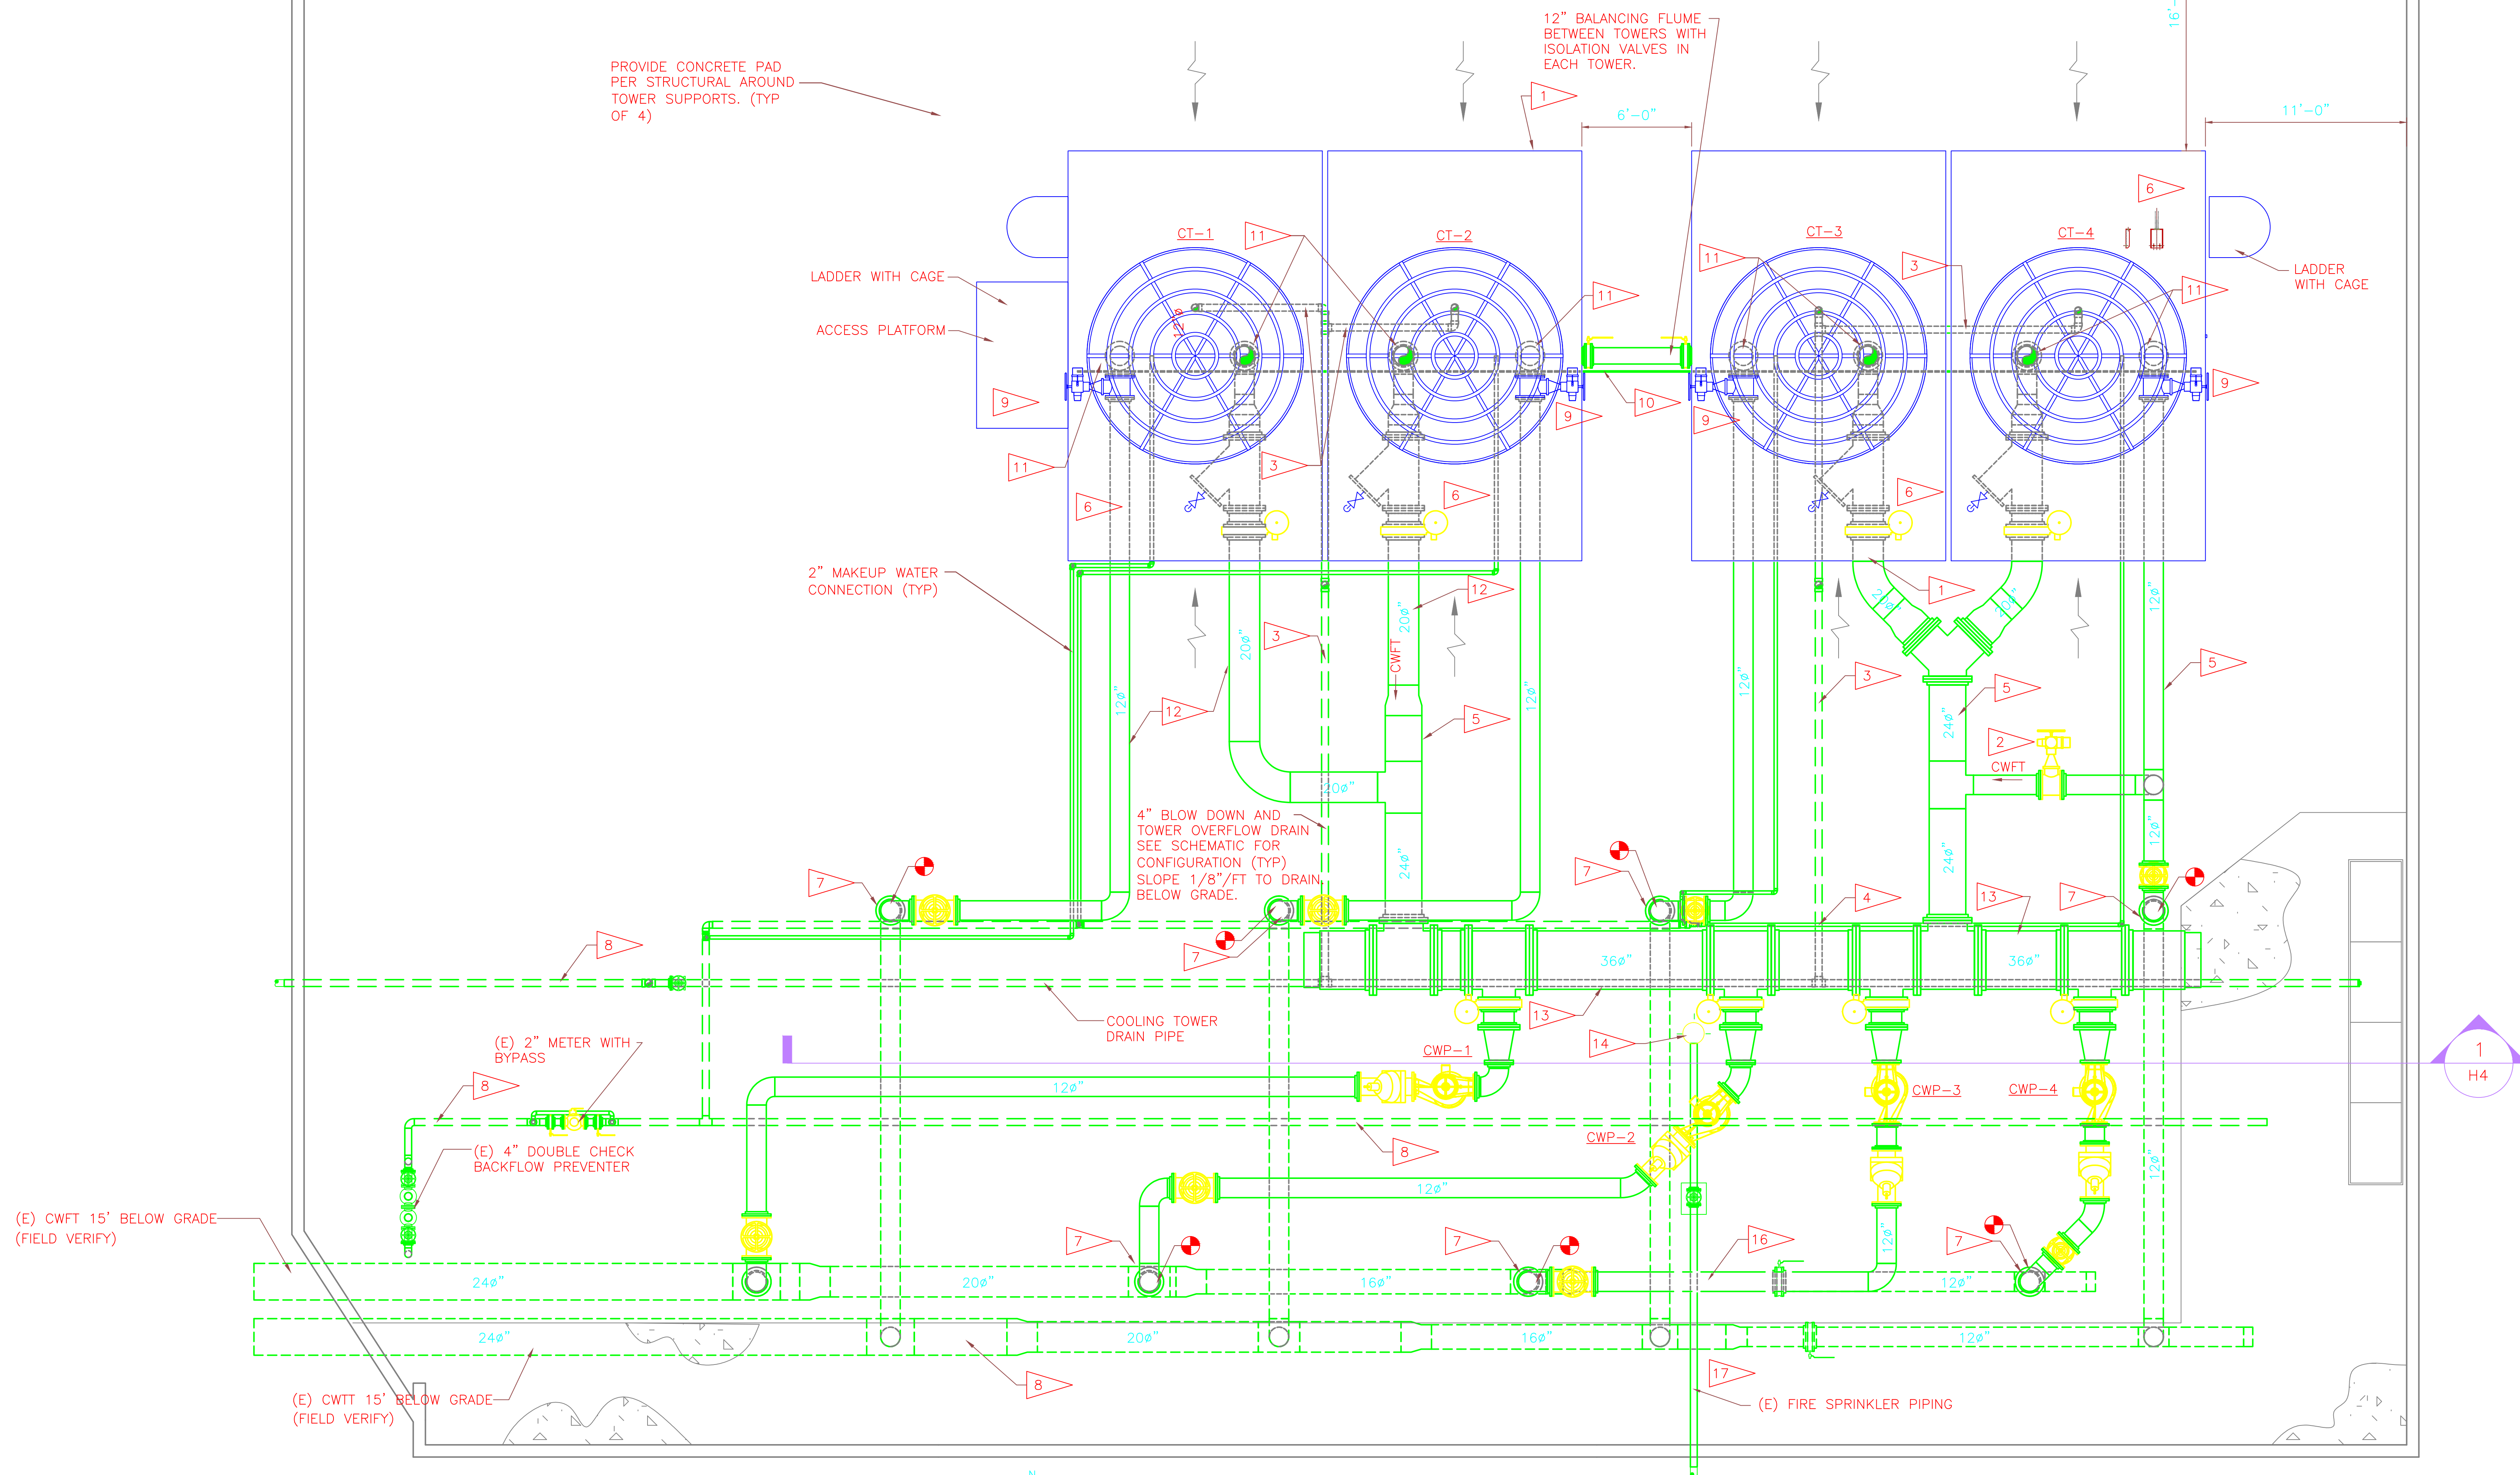 12" BALANCING FLUME
BETWEEN TOWERS WITH
ISOLATION VALVES IN
EACH TOWER.
16'-
PROVIDE CONCRETE PAD
PER STRUCTURAL AROUND
TOWER SUPPORTS. (TYP
OF 4)
1
6'-0"
11'-0"
6
CT-1
11
CT-2
CT-3
11
3
CT-4
LADDER WITH CAGE
LADDER
WITH CAGE
11
11
12ø
ACCESS PLATFORM
9
9
10
9
9
11
3
6
6
6
2" MAKEUP WATER
CONNECTION (TYP)
12
1
20ø"
20ø"
20ø"
12ø"
3
20ø"
CWFT
12ø"
12ø"
12ø"
3
5
5
12
5
24ø"
2
CWFT
20ø"
4" BLOW DOWN AND
TOWER OVERFLOW DRAIN
SEE SCHEMATIC FOR
CONFIGURATION (TYP)
SLOPE 1/8"/FT TO DRAIN
BELOW GRADE.
24ø"
24ø"
12ø"
7
7
4
13
7
8
7
36ø"
36ø"
13
COOLING TOWER
DRAIN PIPE
(E) 2" METER WITH
BYPASS
14
CWP-1
1
H4
8
12ø"
CWP-3
CWP-4
CWP-2
8
(E) 4" DOUBLE CHECK
BACKFLOW PREVENTER
12ø"
12ø"
(E) CWFT 15' BELOW GRADE
(FIELD VERIFY)
7
7
16
12ø"
7
24ø"
20ø"
16ø"
12ø"
24ø"
20ø"
16ø"
12ø"
8
17
(E) CWTT 15' BELOW GRADE
(FIELD VERIFY)
(E) FIRE SPRINKLER PIPING
2